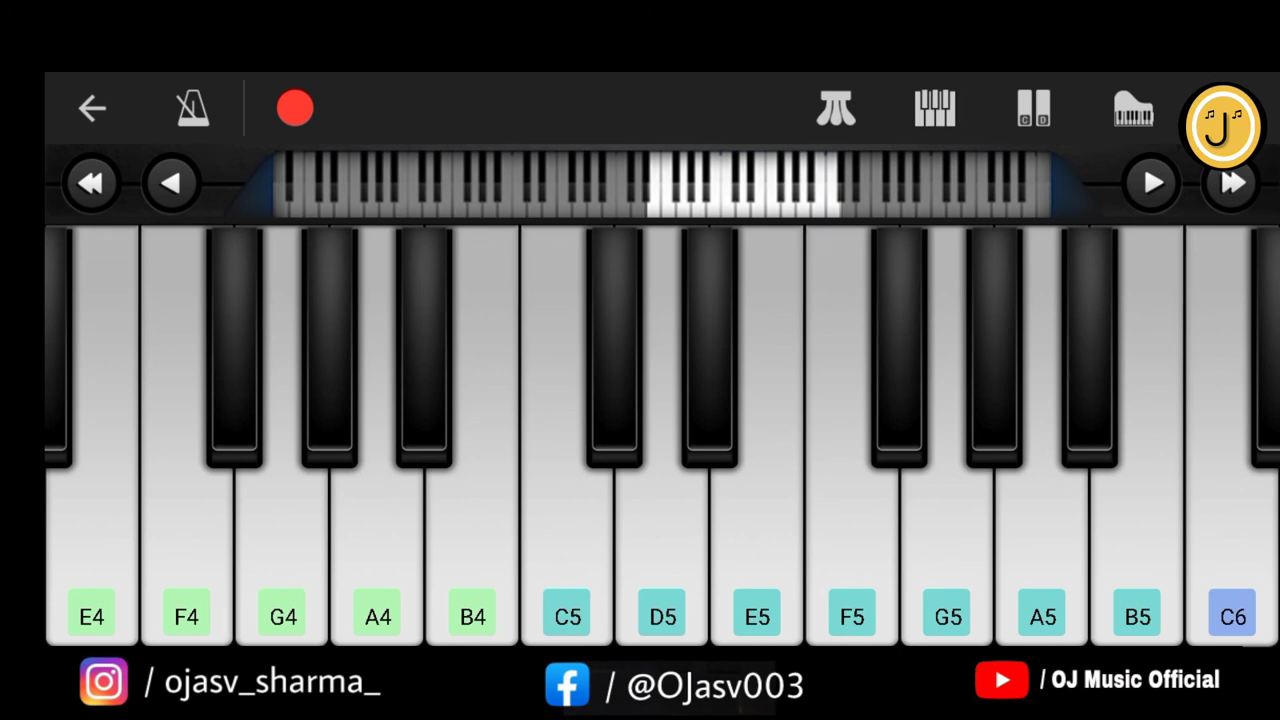 J
C D
E4 F4 G4 A4 B4 C5 D5 E5 F5 G5 A5 B5 C6
/ ojasv_sharma_
/ @OJasv003
/ OJ Music Official